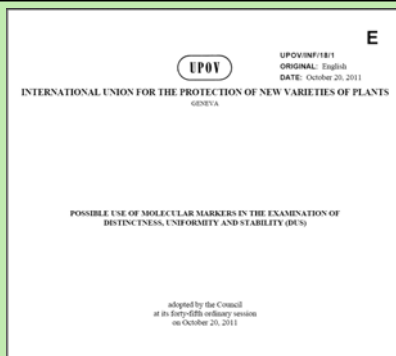 E
UPOV/INF/18/1
ORIGINAL: English
DATE: October 20, 2011
UPOV
INTERNATIONAL UNION FOR THE PROTECTION OF NEW VARIETIES OF PLANTS
GENEVA
POSSIBLE USE OF MOLECULAR MARKERS IN THE EXAMINATION OF
DISTINCTNESS, UNIFORMITY AND STABILITY (DUS)
adopted by the Council
at its forty-fifth ordinary session
on October 20, 2011